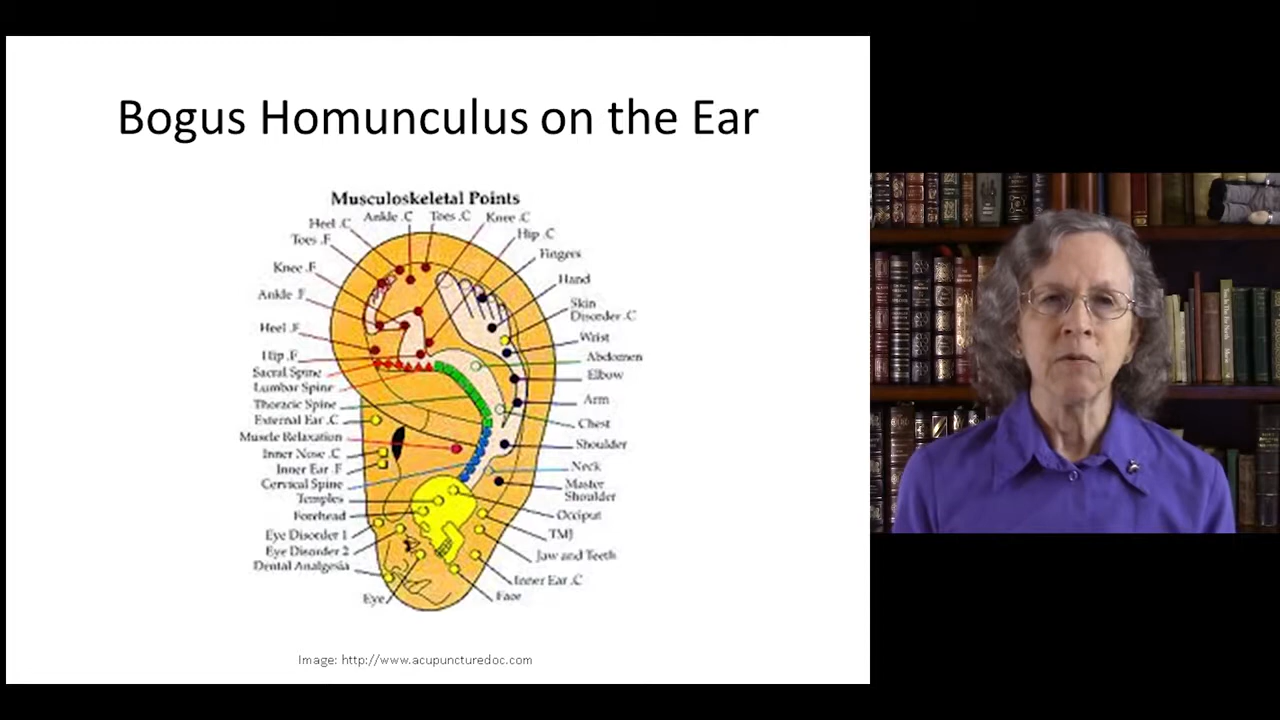 Bogus Homunculus on the Ear
Musculoskeletal Points
Heel .C
Ankle .C
Toes .C
Knee .C
Toes .F
Hip .C
Knee .F
Fingers
Ankle .F
Hand
Heel .F
Skin
Disorder .C
Hip .F
Wrist
Sacral Spine
Abdomen
Lumbar Spine
Elbow
Thoracic Spine
Arm
External Ear .C
Chest
Muscle Relaxation
Shoulder
Inner Nose .C
Neck
Inner Ear .F
Master
Shoulder
Cervical Spine
Temples
Occiput
Forehead
TMJ
Eye Disorder 1
Eye Disorder 2
Jaw and Teeth
Dental Analgesia
Inner Ear .C
Eye
Face
Image: http://www.acupuncturedoc.com